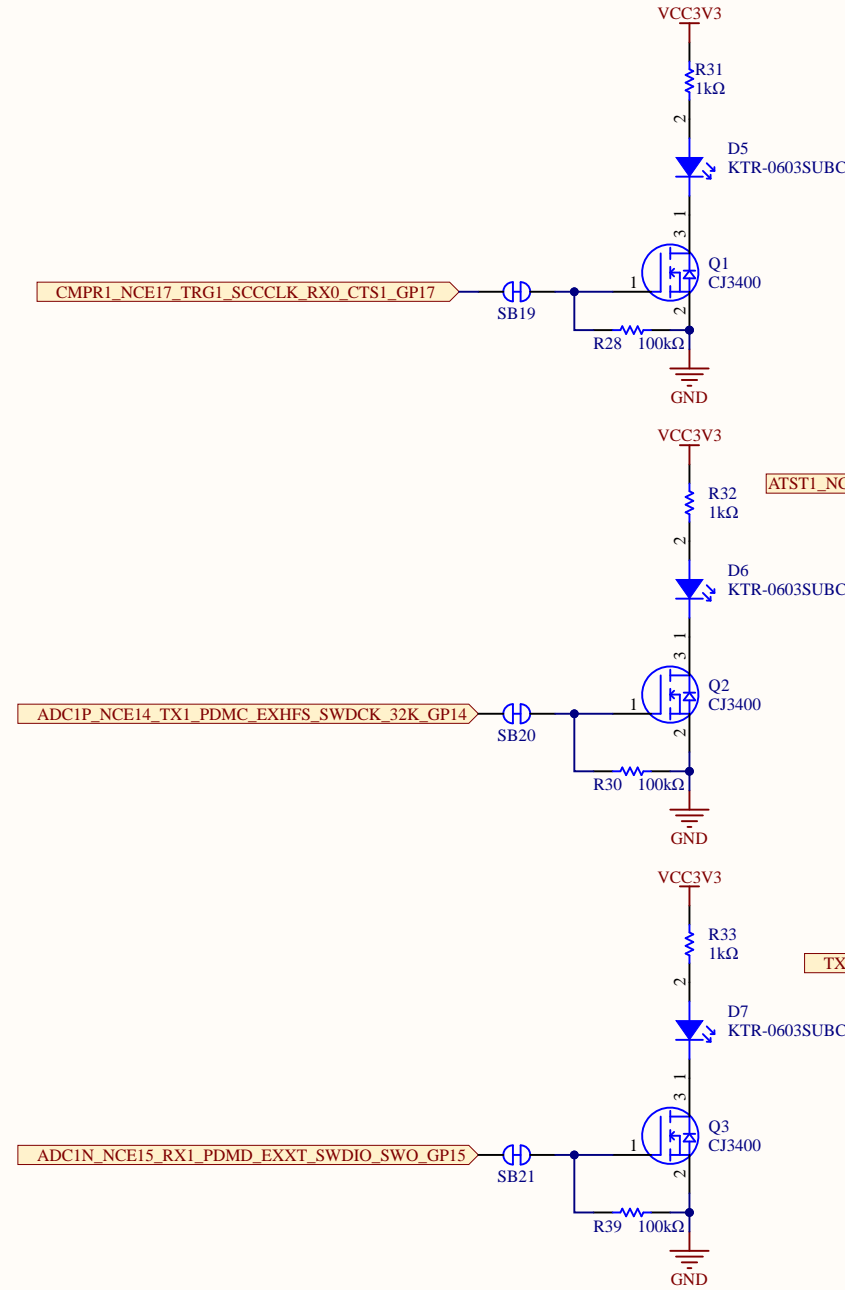 VCC3V3
R31
1kΩ
2
D5
KTR-0603SUBC
1
3
Q1
CJ3400
CMPR1_NCE17_TRG1_SCCCLK_RX0_CTS1_GP17
1
SB19
2
R28 100kΩ
GND
VCC3V3
ATST1_NC
R32
1kΩ
2
D6
KTR-0603SUBC
1
3
Q2
CJ3400
ADC1P_NCE14_TX1_PDMC_EXHFS_SWDCK_32K_GP14
1
SB20
2
R30 100kΩ
GND
VCC3V3
R33
1kΩ
TX
2
D7
KTR-0603SUBC
1
3
Q3
CJ3400
ADC1N_NCE15_RX1_PDMD_EXXT_SWDIO_SWO_GP15
1
SB21
2
R39 100kΩ
GND